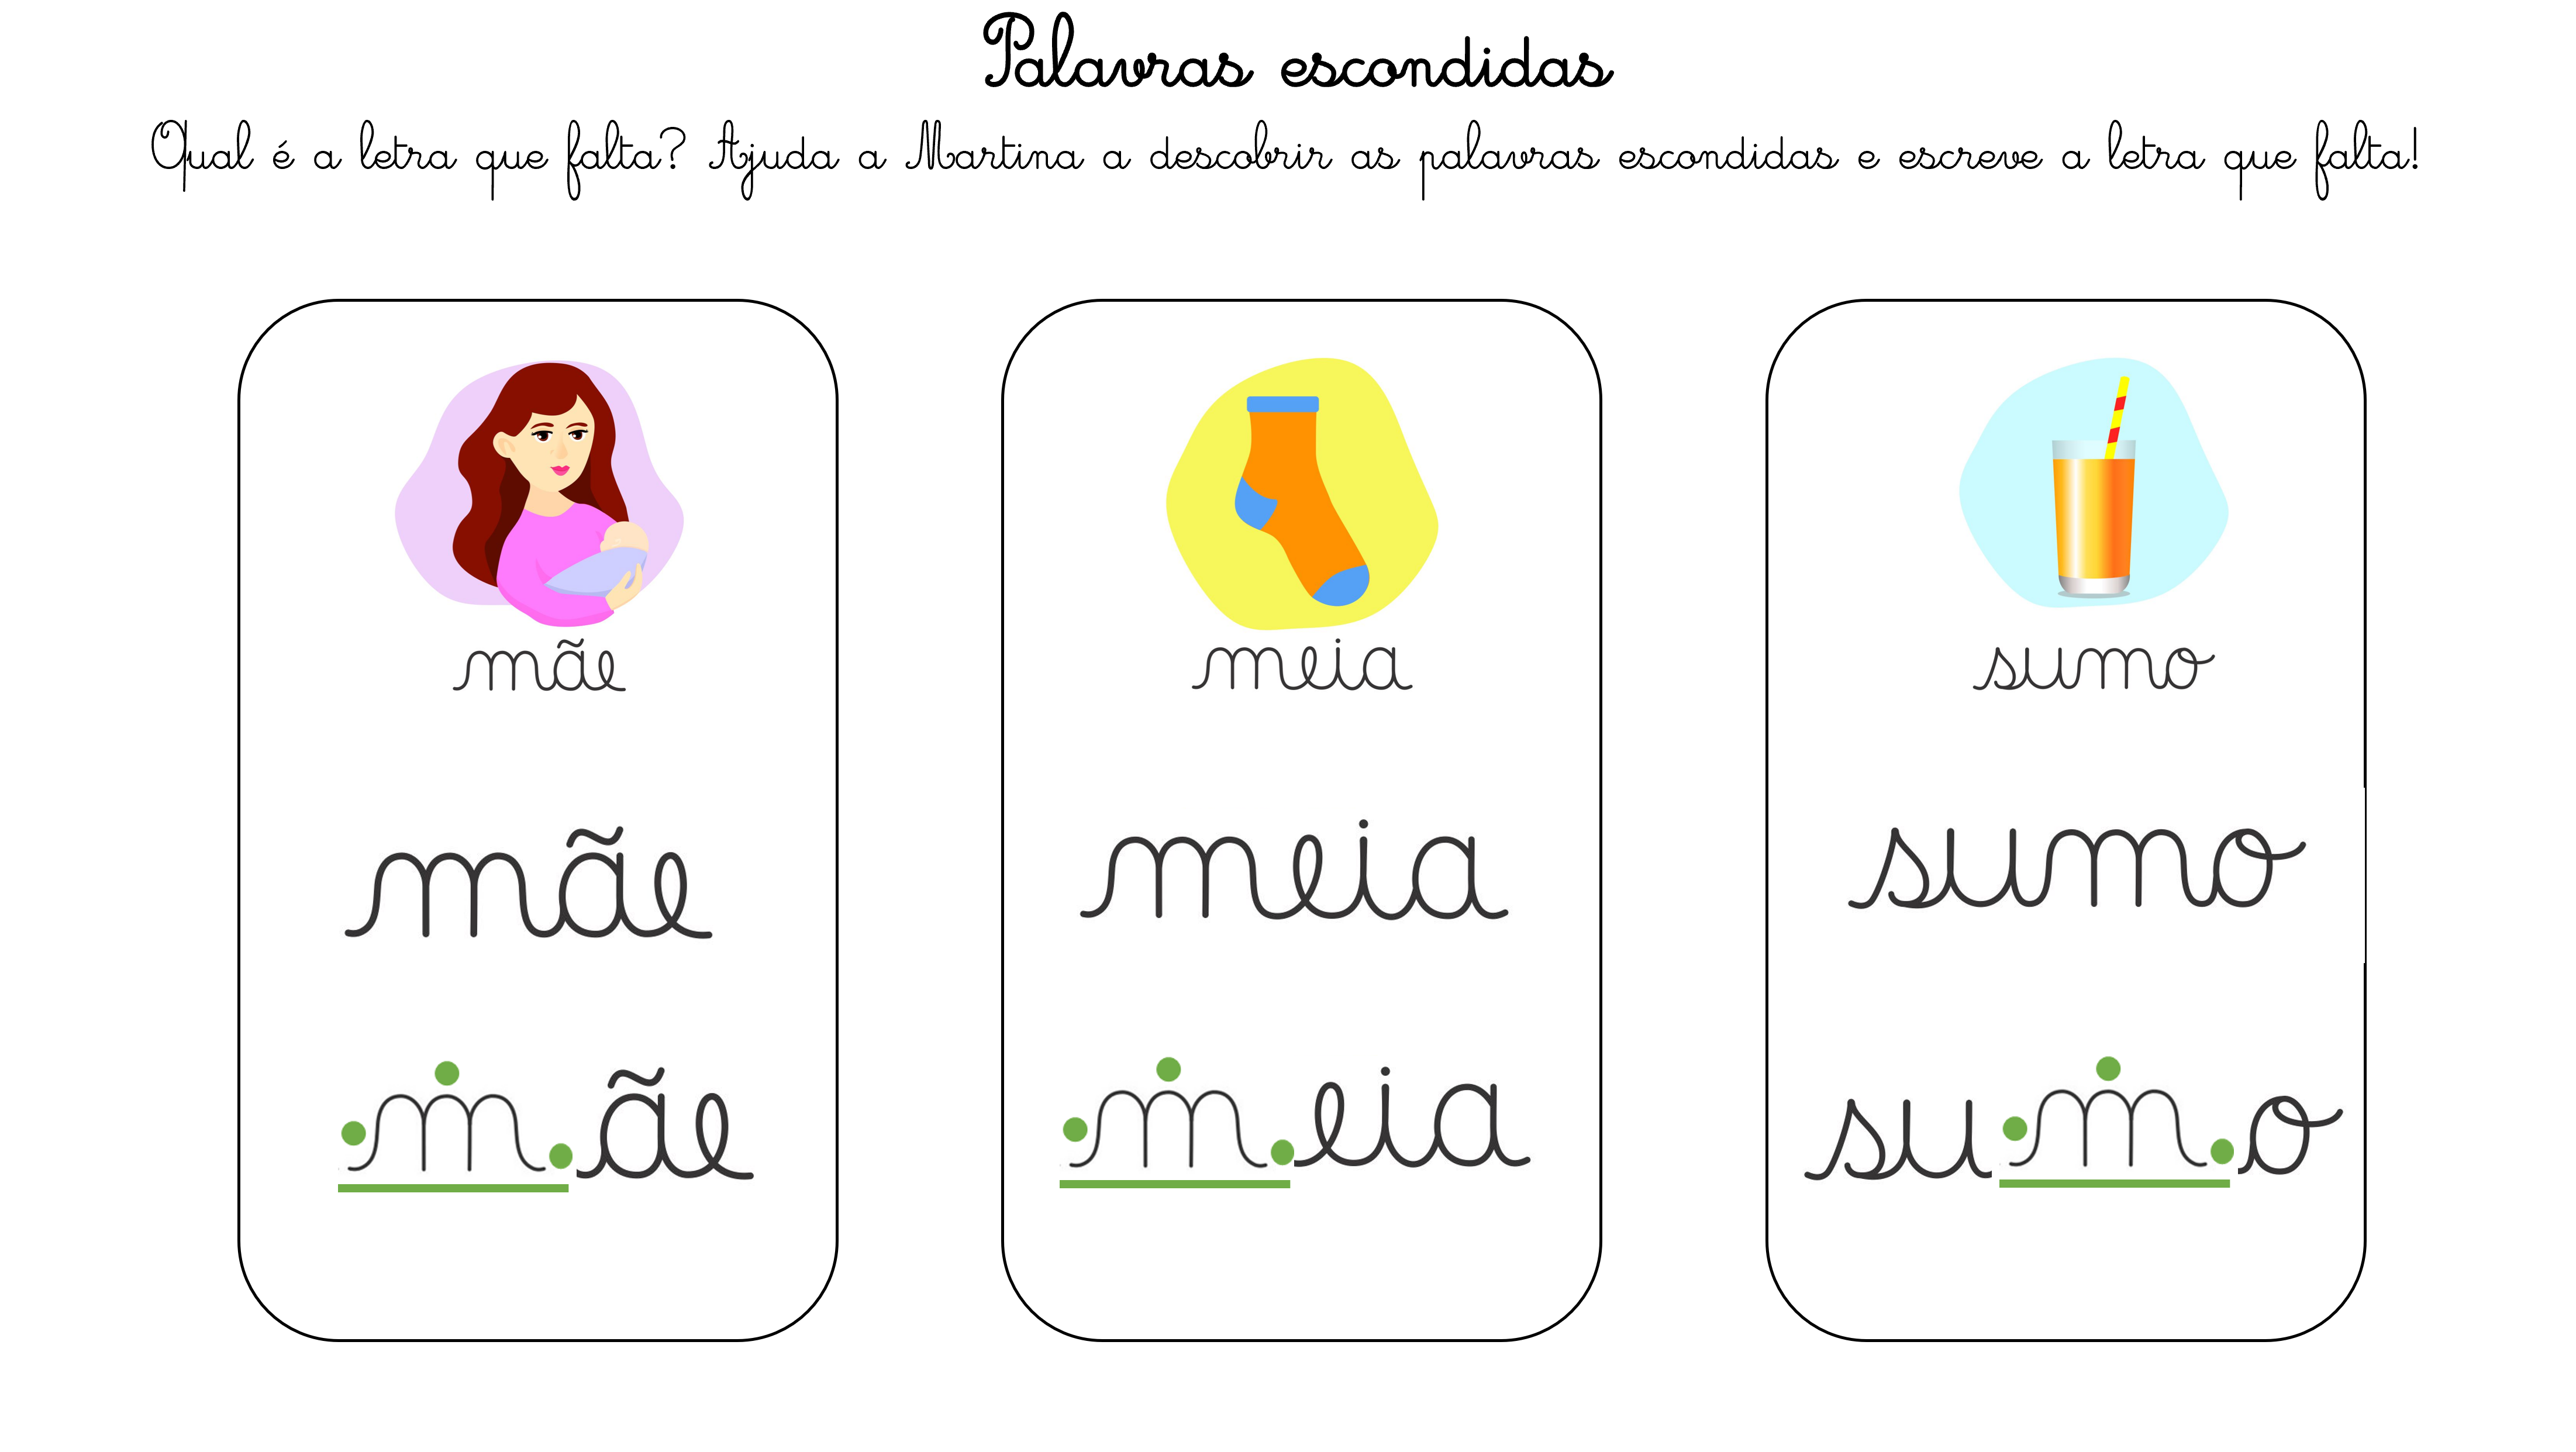 Palavras escondidas
Qual é a letra que falta? Ajuda a Martina a descobrir as palavras escondidas e escreve a letra que falta!
mãe
meia
sumo
mãe
meia
sumo
mãe
meia
sumo